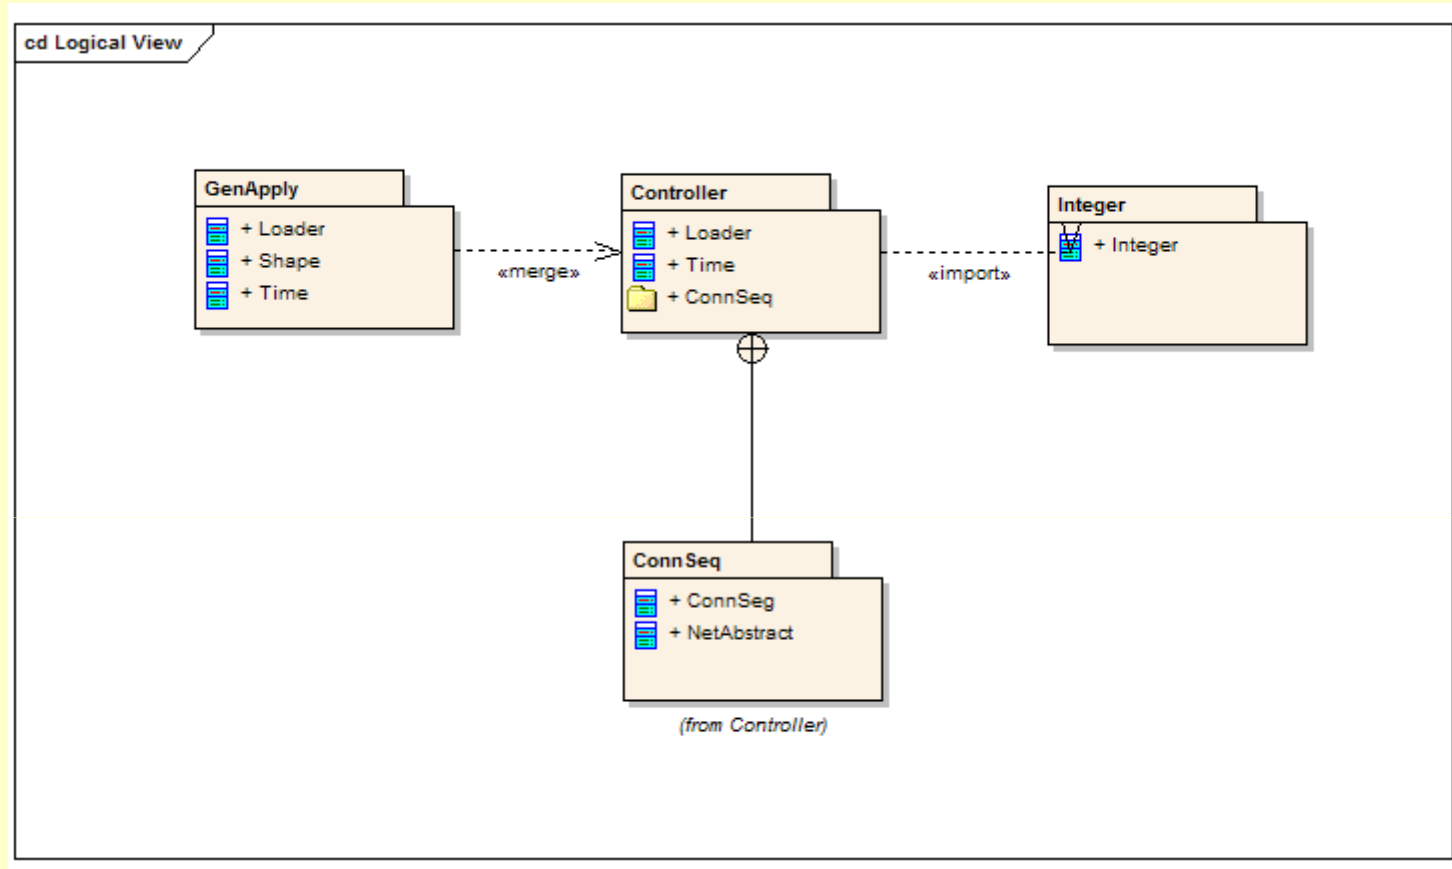 cd Logical View
GenApply
+ Loader
+ Shape
+ Time
«merge»
Controller
+ Loader
+ Time
+ ConnSeq
«import»
Integer
+ Integer
ConnSeq
+ ConnSeg
+ NetAbstract
(from Controller)